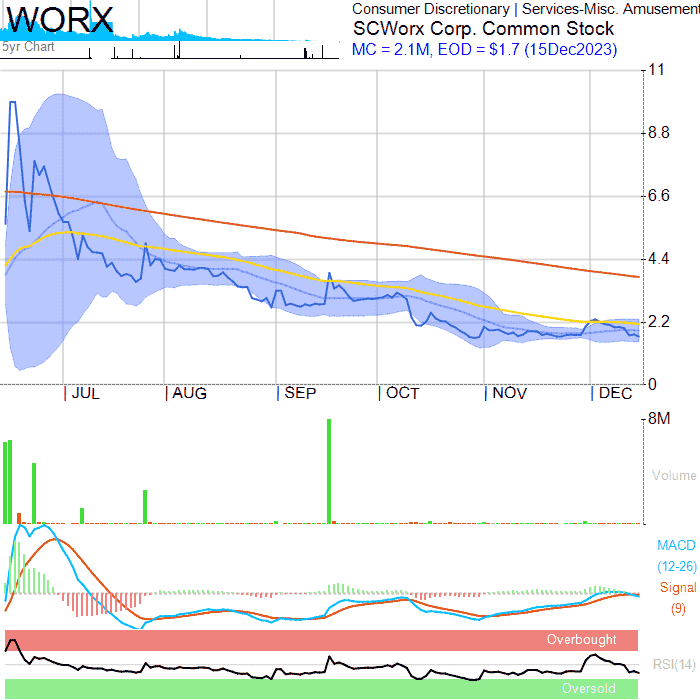 WORX
Consumer Discretionary | Services-Misc. Amusement
SCWorx Corp. Common Stock
MC = 2.1M, EOD = $1.7 (15Dec2023)
5yr Chart
11
8.8
6.6
4.4
2.2
0
JUL AUG SEP OCT NOV DEC
8M
Volume
MACD
(12-26)
Signal
(9)
Overbought
RSI(14)
Oversold